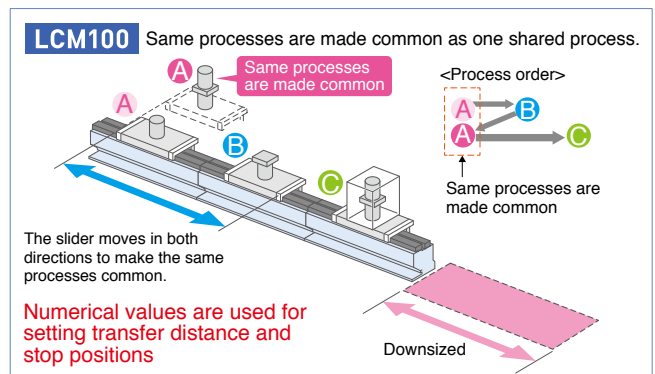 LCM100 Same processes are made common as one shared process.
A
Same processes
are made common
<Process order>
A
A
B
A
C
B
C
Same processes are
made common
The slider moves in both
directions to make the same
processes common.
Numerical values are used for
setting transfer distance and
stop positions
Downsized